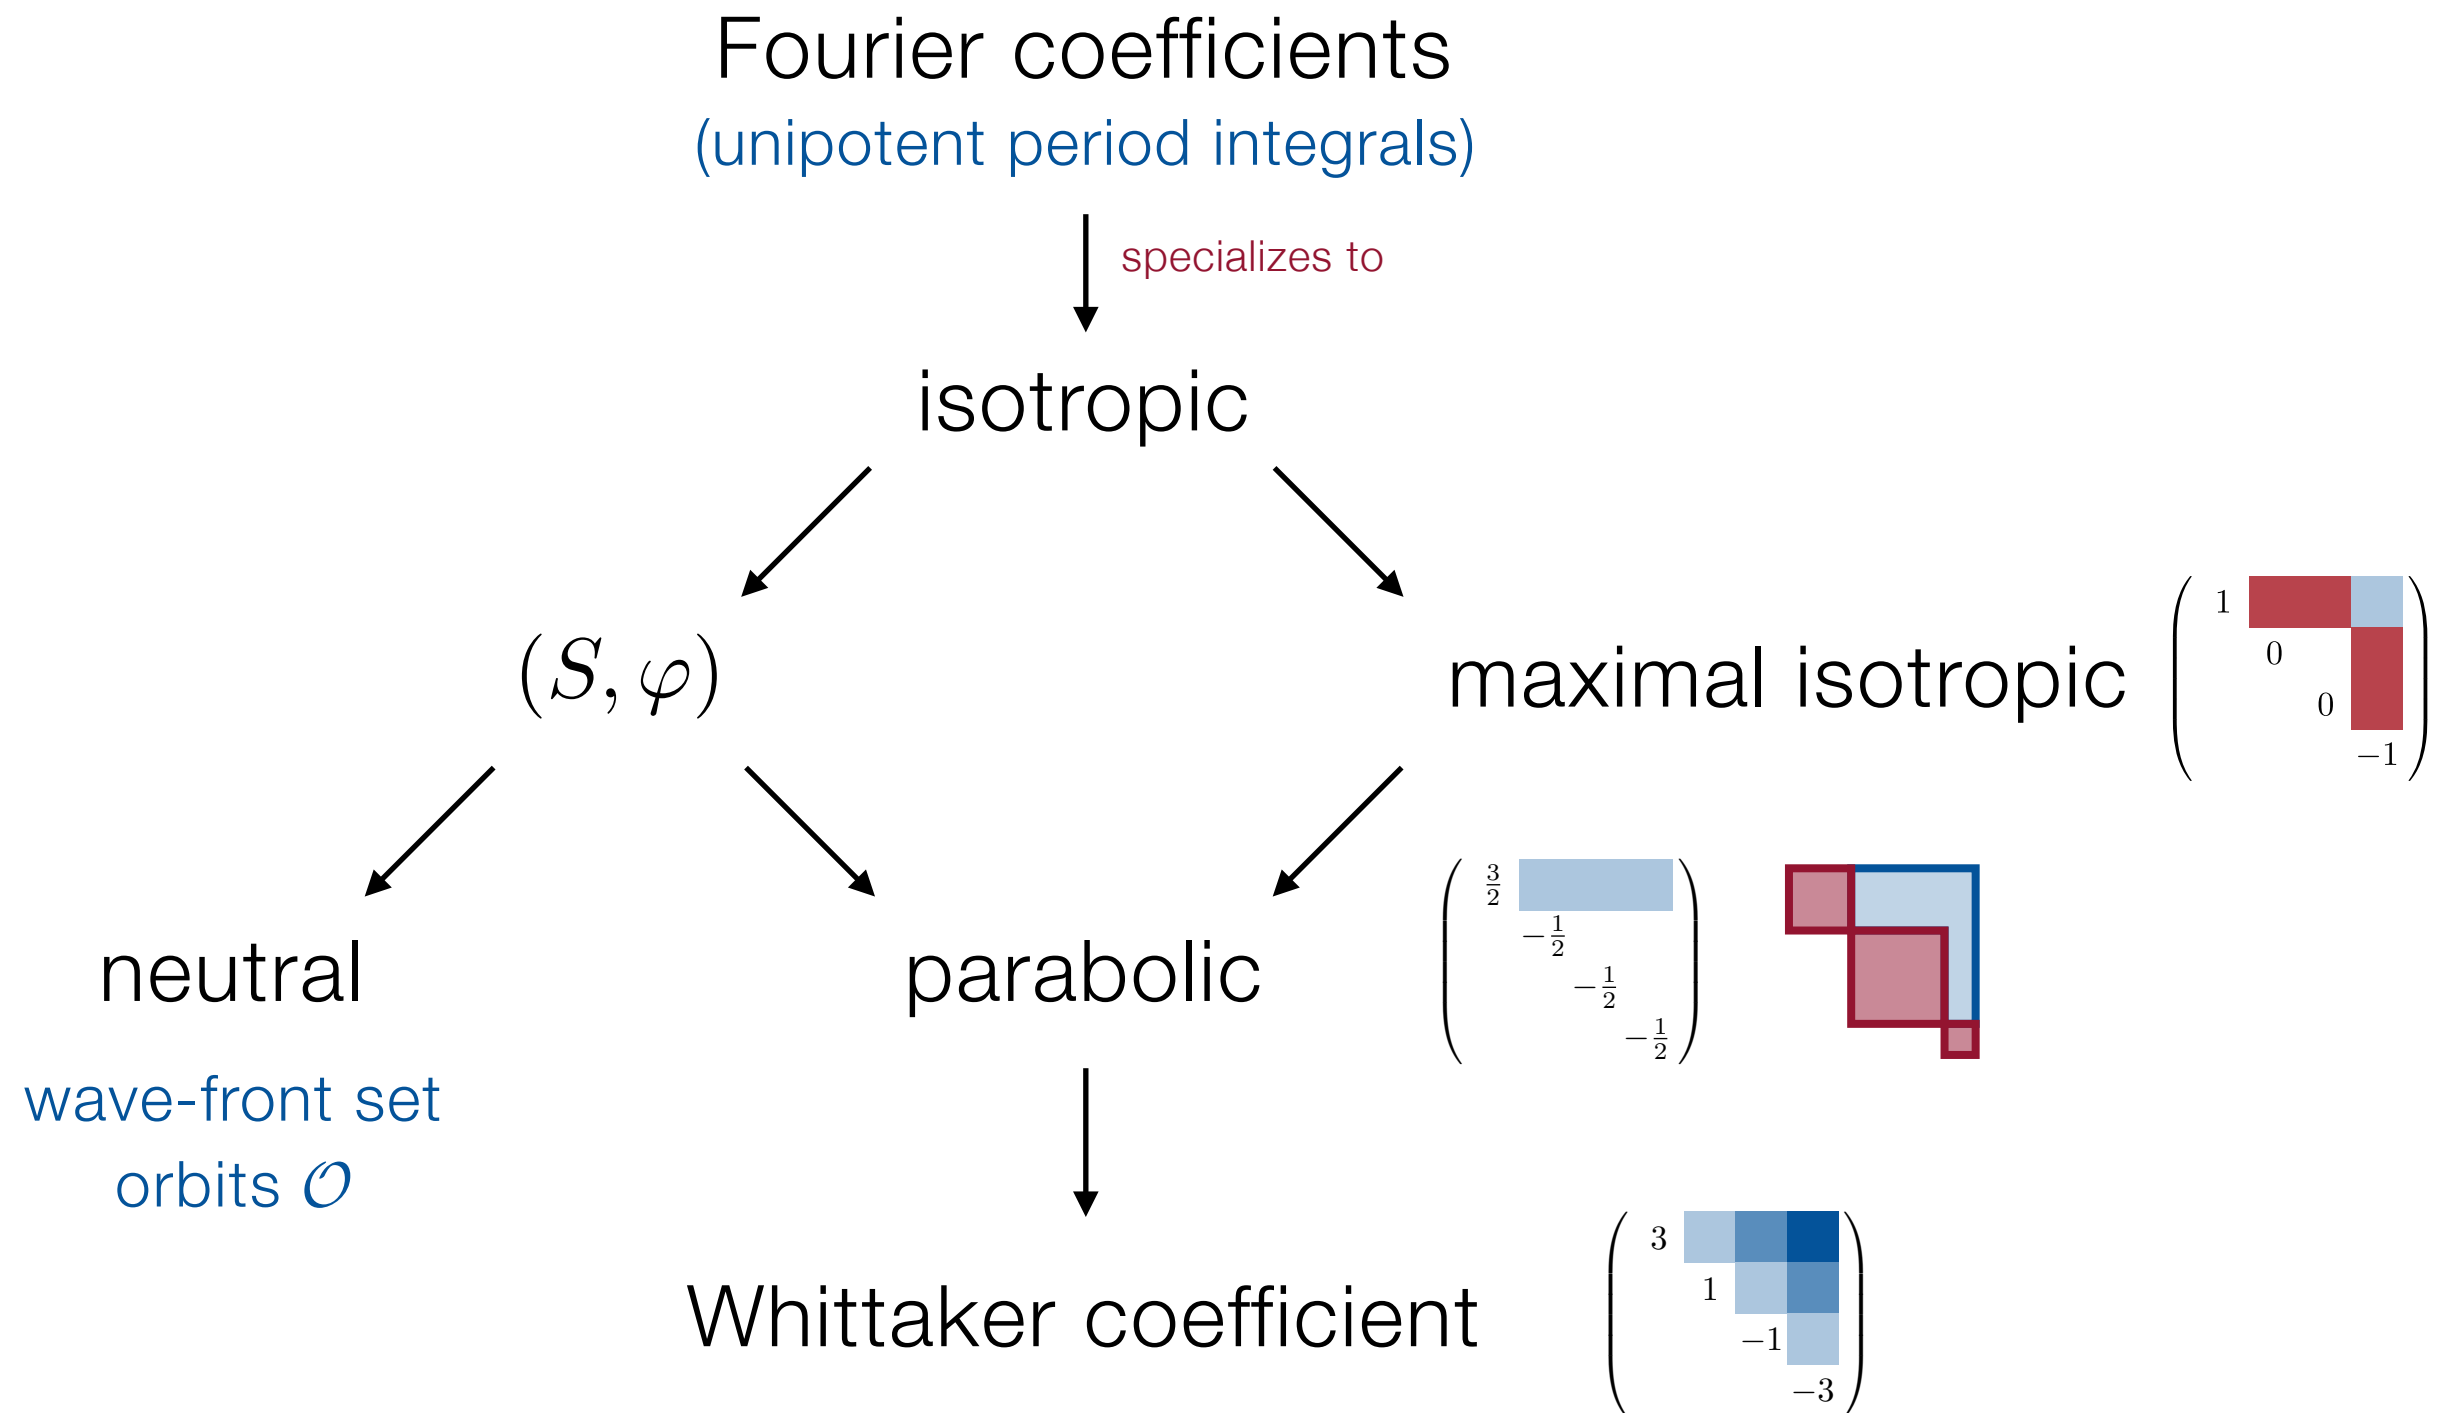 Fourier coefficients
(unipotent period integrals)
specializes to
isotropic
(S, φ)
maximal isotropic
1
0
0
−1
neutral
parabolic
3/2
−1/2
−1/2
−1/2
wave-front set
orbits 𝒪
Whittaker coefficient
3
1
−1
−3